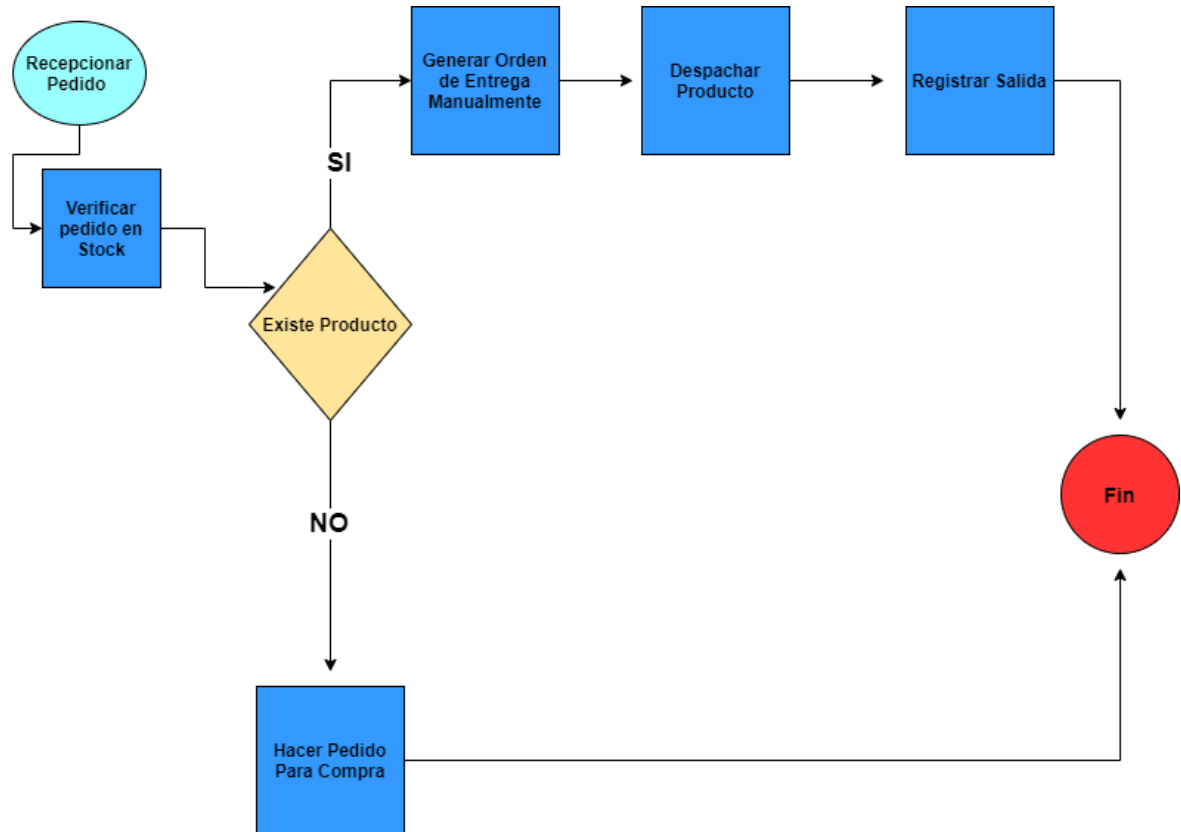 Recepcionar
Pedido
Verificar
pedido en
Stock
Existe Producto
SI
Generar Orden
de Entrega
Manualmente
Despachar
Producto
Registrar Salida
NO
Hacer Pedido
Para Compra
Fin